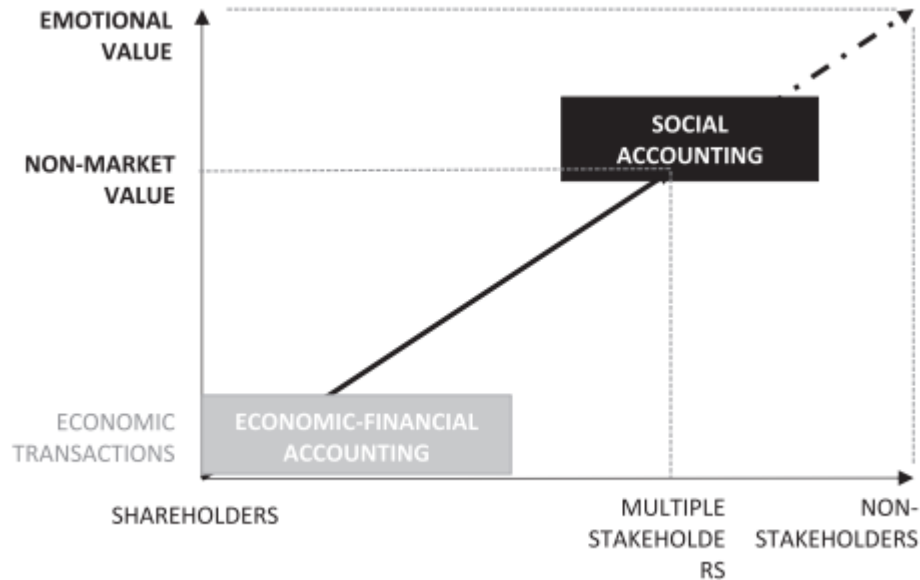 EMOTIONAL
VALUE
SOCIAL
ACCOUNTING
NON-MARKET
VALUE
ECONOMIC
TRANSACTIONS
ECONOMIC-FINANCIAL
ACCOUNTING
SHAREHOLDERS
MULTIPLE
STAKEHOLDE
RS
NON-
STAKEHOLDERS